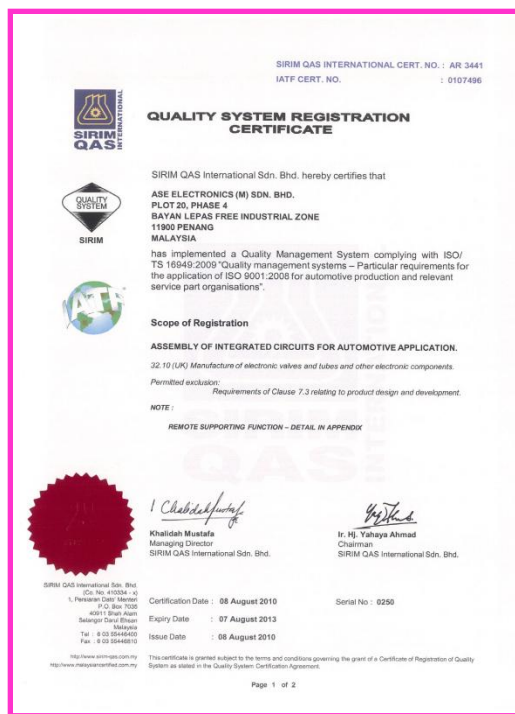 SIRIM QAS INTERNATIONAL CERT. NO. : AR 3441
IATF CERT. NO. : 0107496
SIRIM
QAS
INTERNATIONAL
QUALITY SYSTEM REGISTRATION
CERTIFICATE
SIRIM QAS International Sdn. Bhd. hereby certifies that
QUALITY
SYSTEM
SIRIM
ASE ELECTRONICS (M) SDN. BHD.
PLOT 20, PHASE 4
BAYAN LEPAS FREE INDUSTRIAL ZONE
11900 PENANG
MALAYSIA
has implemented a Quality Management System complying with ISO/
TS 16949:2009 "Quality management systems – Particular requirements for
the application of ISO 9001:2008 for automotive production and relevant
service part organisations".
IATF
Scope of Registration
ASSEMBLY OF INTEGRATED CIRCUITS FOR AUTOMOTIVE APPLICATION.
32.10 (UK) Manufacture of electronic valves and tubes and other electronic components.
Permitted exclusion:
Requirements of Clause 7.3 relating to product design and development.
NOTE :
REMOTE SUPPORTING FUNCTION – DETAIL IN APPENDIX
Khalidah Mustafa
Managing Director
SIRIM QAS International Sdn. Bhd.
Ir. Hj. Yahaya Ahmad
Chairman
SIRIM QAS International Sdn. Bhd.
SIRIM QAS International Sdn. Bhd.
(Co. No. 410334 - x)
1, Persiaran Dato' Menteri
P.O. Box 7035
40911 Shah Alam
Selangor Darul Ehsan
Malaysia
Tel : 6 03 55446400
Fax : 6 03 55446810
http://www.sirim-qas.com.my
http://www.malaysiancertified.com.my
Certification Date : 08 August 2010
Serial No : 0250
Expiry Date : 07 August 2013
Issue Date : 08 August 2010
This certificate is granted subject to the terms and conditions governing the grant of a Certificate of Registration of Quality
System as stated in the Quality System Certification Agreement.
Page 1 of 2